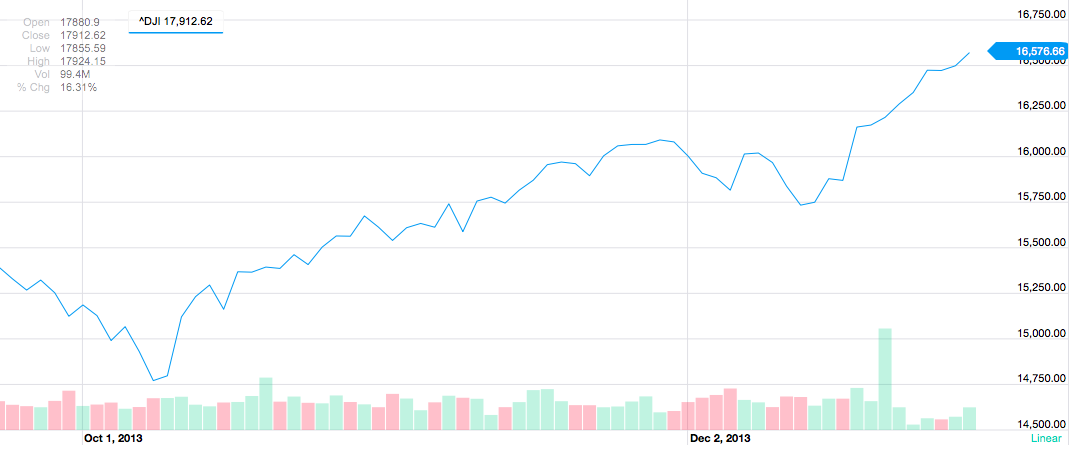 Open 17880.9
Close 17912.62
Low 17855.59
High 17924.15
Vol 99.4M
% Chg 16.31%
^DJI 17,912.62
16,750.00
16,576.66
16,500.00
16,250.00
16,000.00
15,750.00
15,500.00
15,250.00
15,000.00
14,750.00
14,500.00
Oct 1, 2013
Dec 2, 2013
Linear